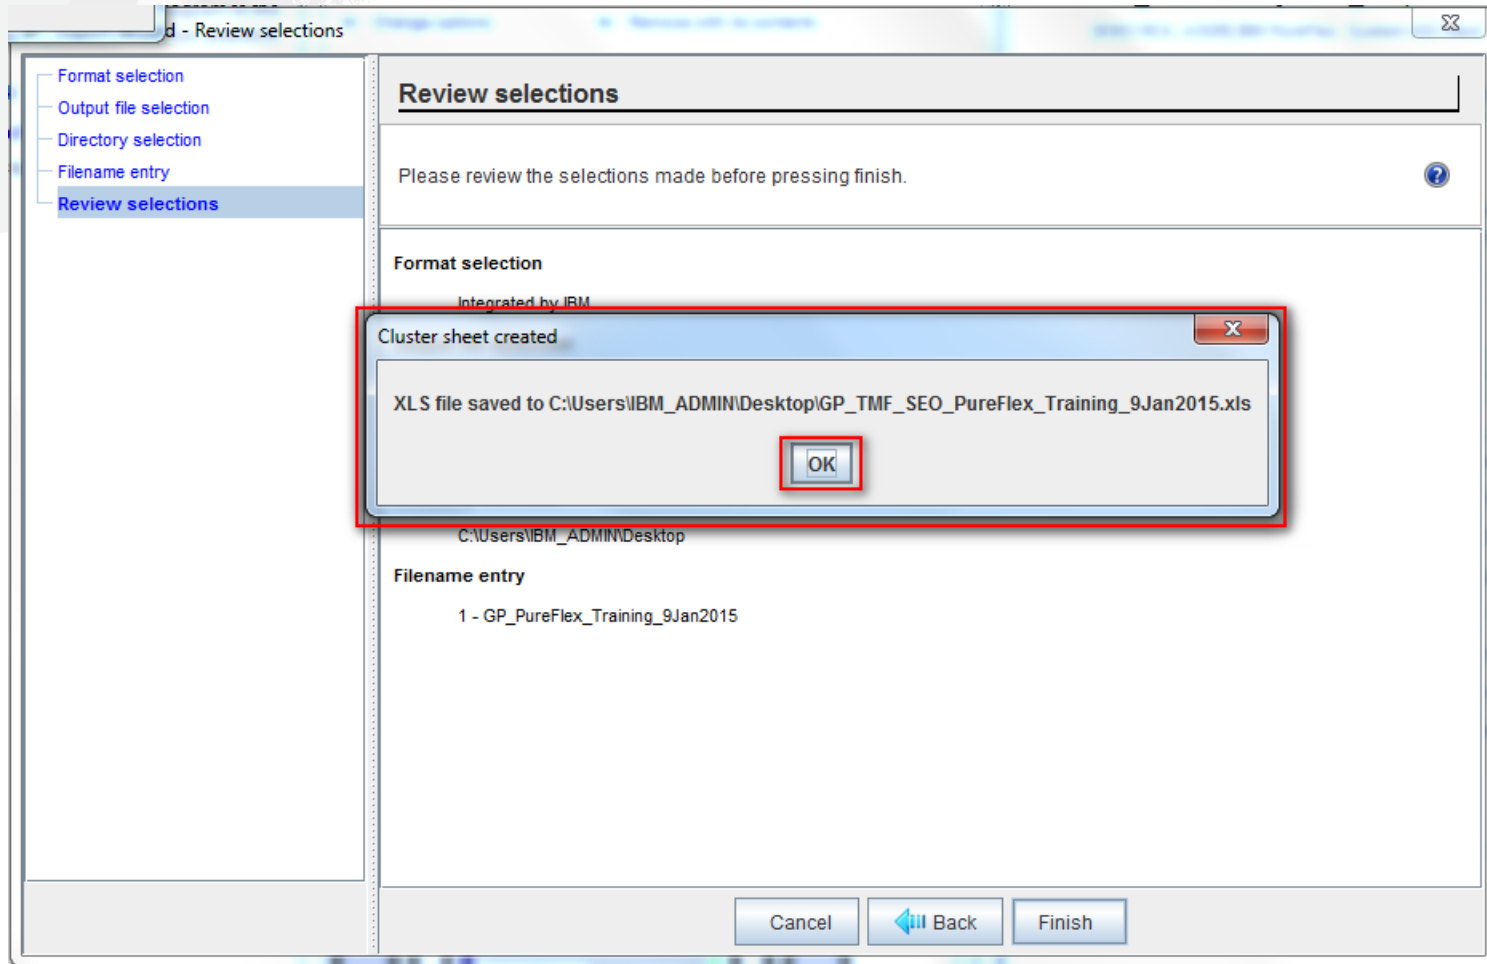 d - Review selections
Format selection
Output file selection
Directory selection
Filename entry
Review selections
Review selections
Please review the selections made before pressing finish.
Format selection
Integrated by IBM
Cluster sheet created
XLS file saved to C:\Users\IBM_ADMIN\Desktop\GP_TMF_SEO_PureFlex_Training_9Jan2015.xls
OK
C:\Users\IBM_ADMIN\Desktop
Filename entry
1 - GP_PureFlex_Training_9Jan2015
Cancel
Back
Finish